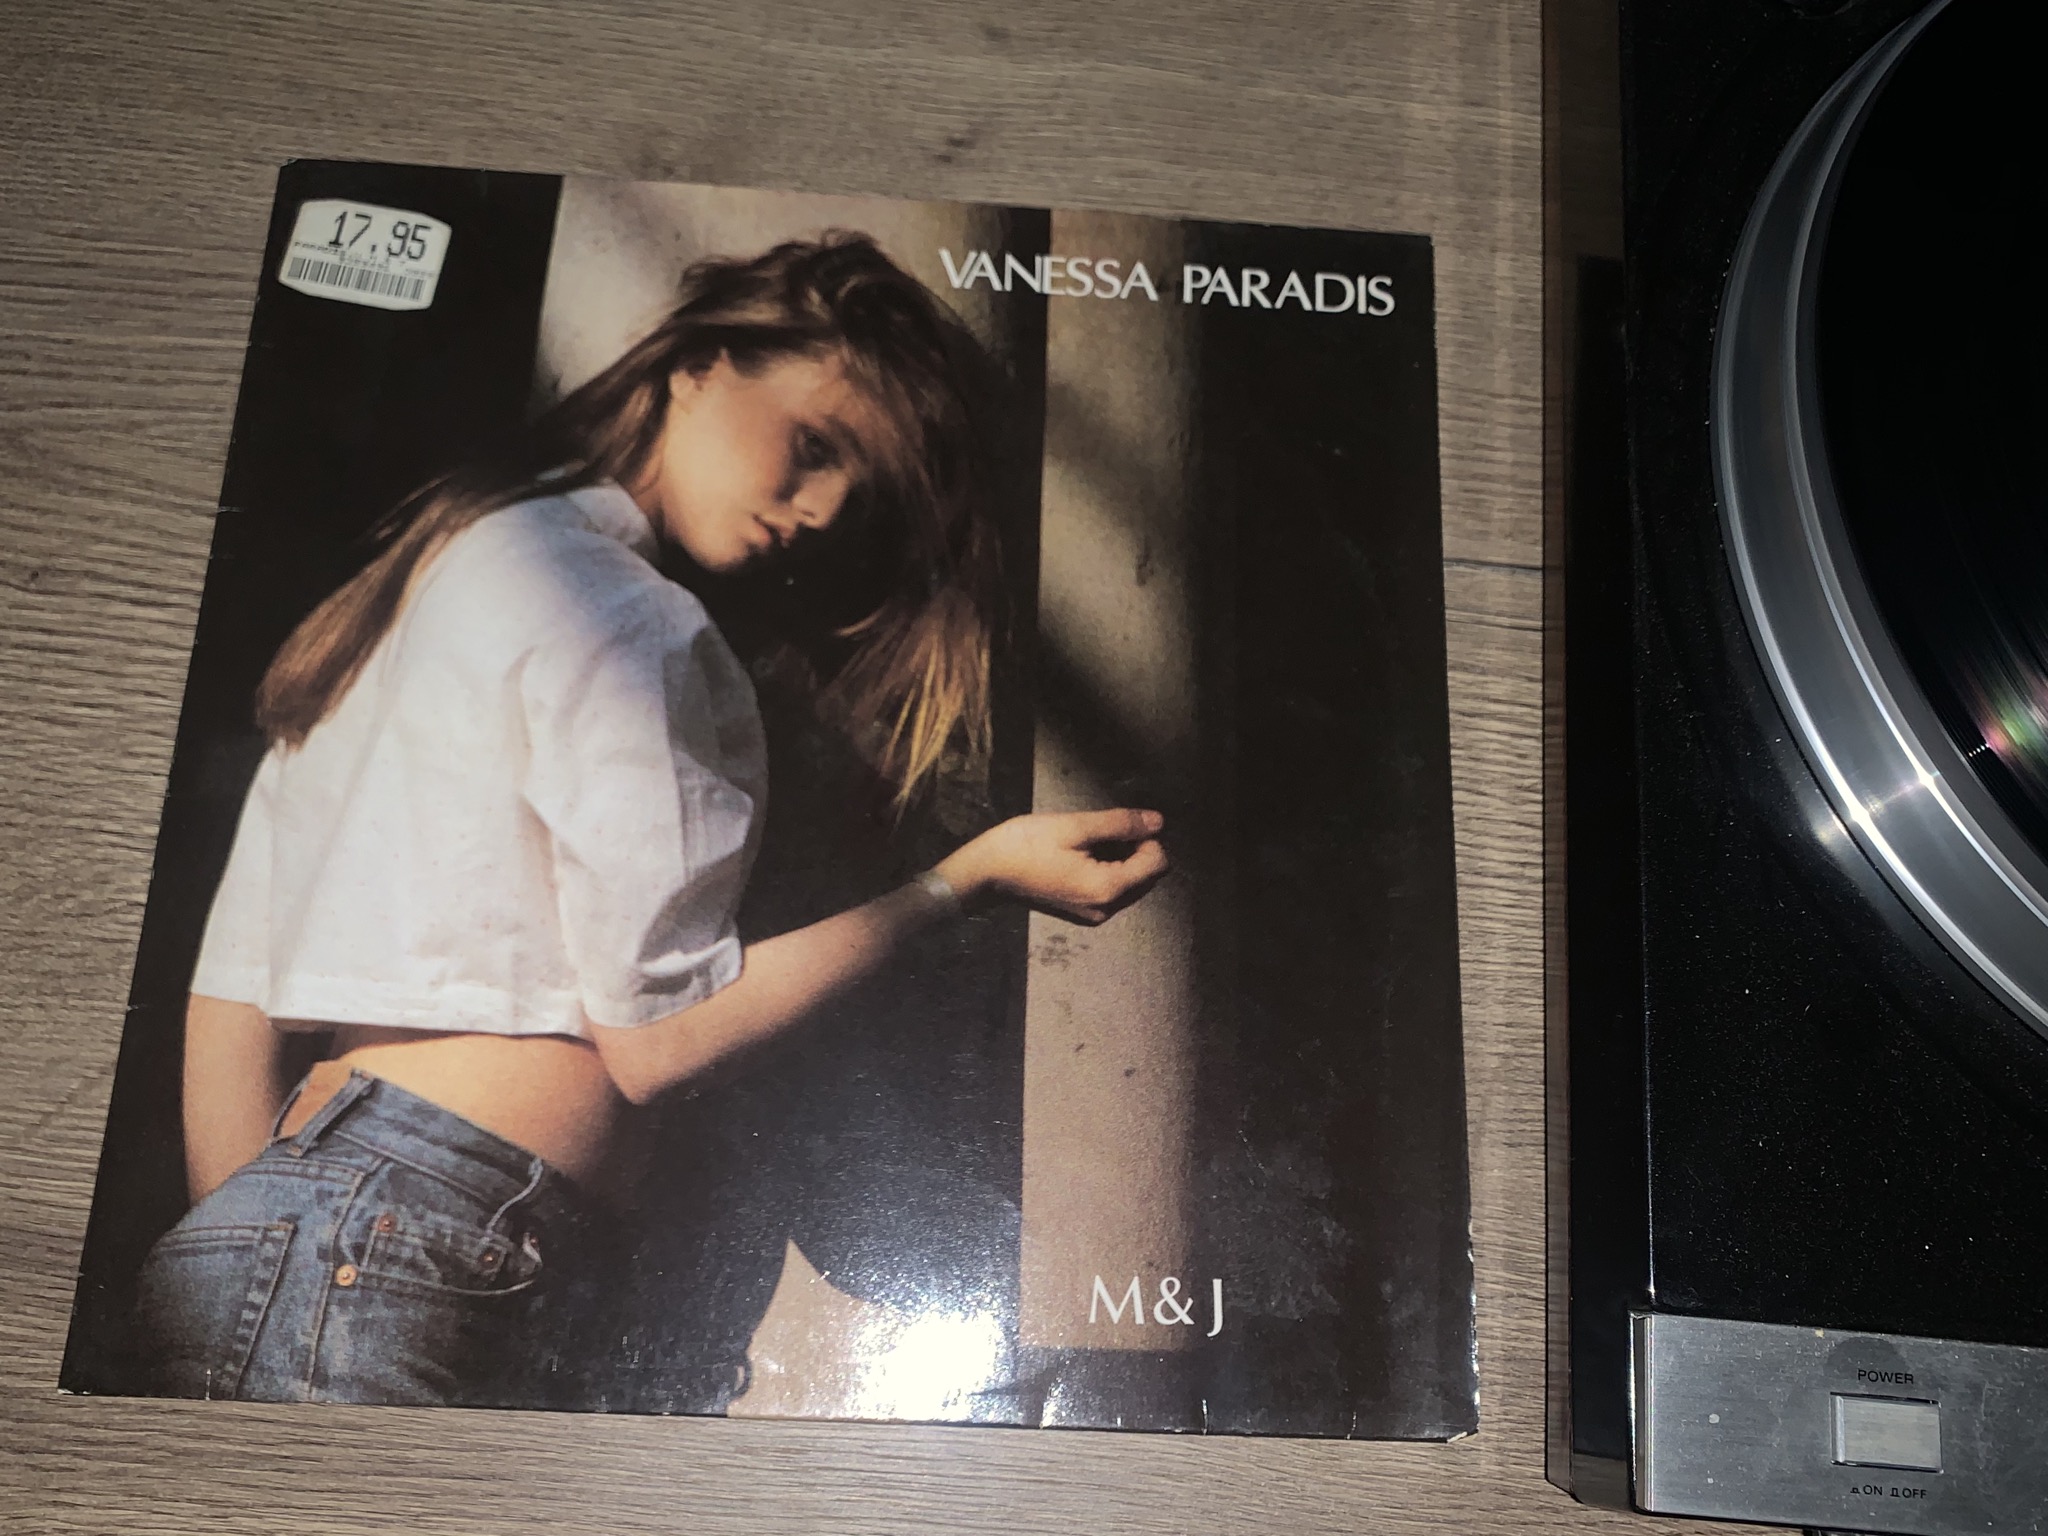 17.95
VANESSA PARADIS
M & J
POWER
ON OFF